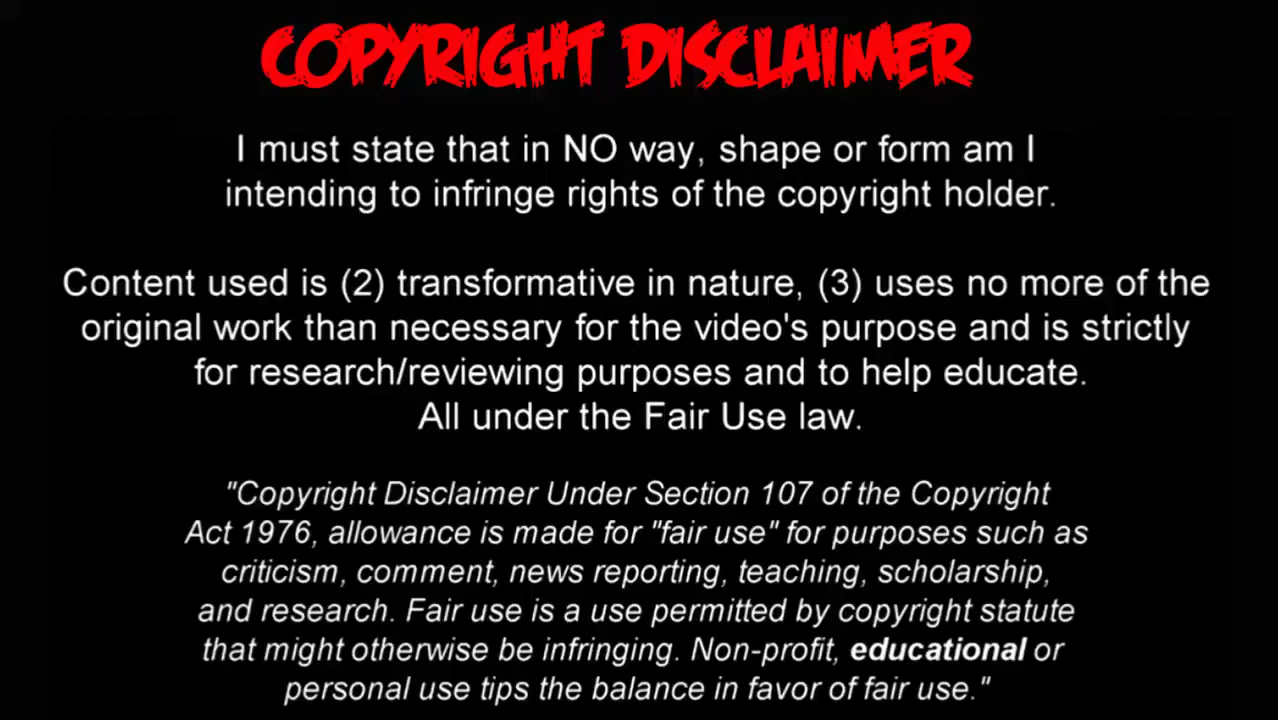 COPYRIGHT DISCLAIMER
I must state that in NO way, shape or form am I
intending to infringe rights of the copyright holder.
Content used is (2) transformative in nature, (3) uses no more of the
original work than necessary for the video's purpose and is strictly
for research/reviewing purposes and to help educate.
All under the Fair Use law.
"Copyright Disclaimer Under Section 107 of the Copyright
Act 1976, allowance is made for "fair use" for purposes such as
criticism, comment, news reporting, teaching, scholarship,
and research. Fair use is a use permitted by copyright statute
that might otherwise be infringing. Non-profit, educational or
personal use tips the balance in favor of fair use."